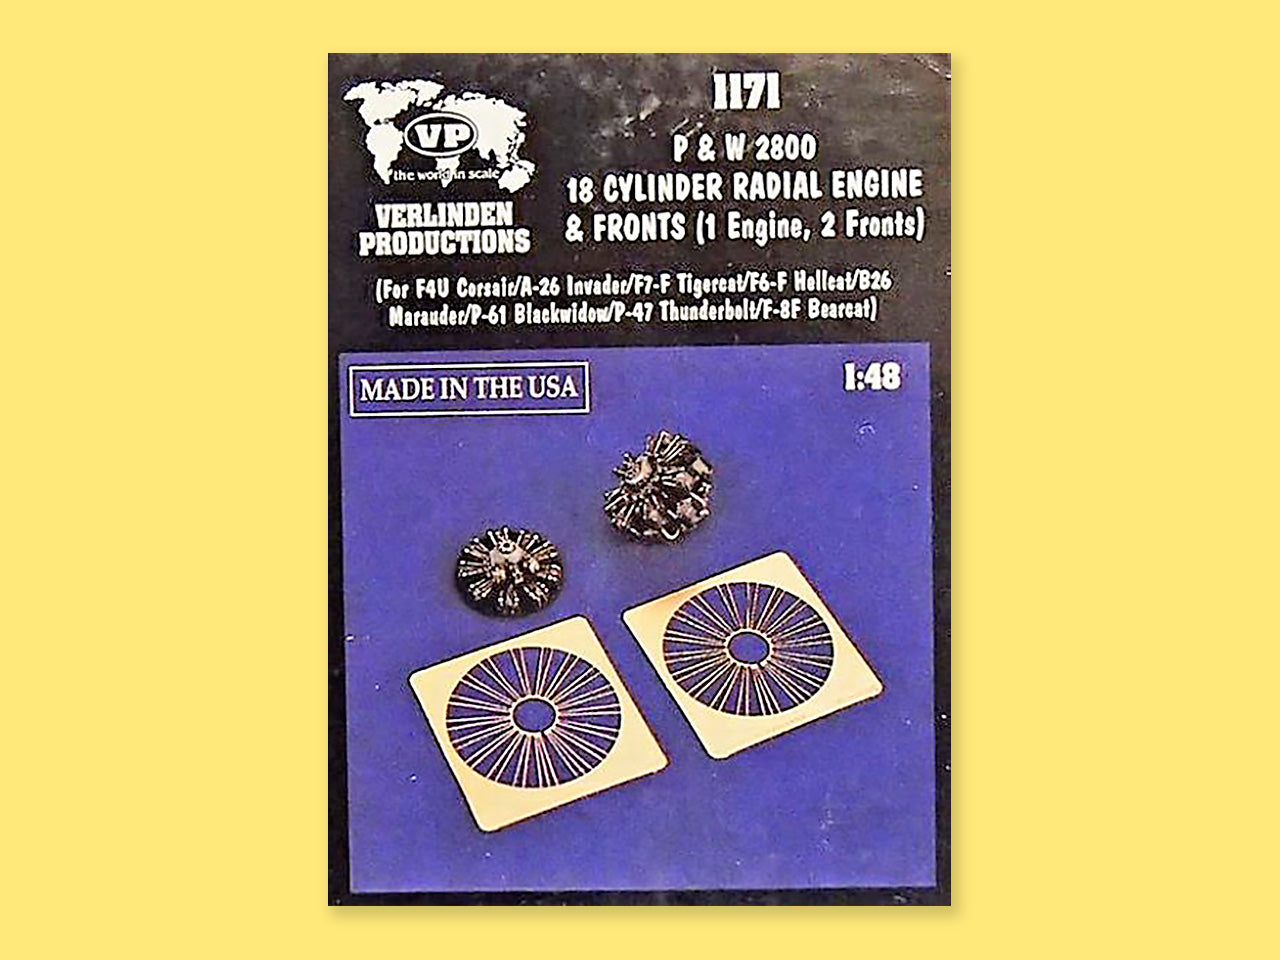 1171
VP
the world in scale
VERLINDEN
PRODUCTIONS
P & W 2800
18 CYLINDER RADIAL ENGINE
& FRONTS (1 Engine, 2 Fronts)
(For F4U Corsair/A-26 Invader/F7-F Tigercat/F6-F Hellcat/B26
Marauder/P-61 Blackwidow/P-47 Thunderbolt/F-8F Bearcat)
MADE IN THE USA
1:48